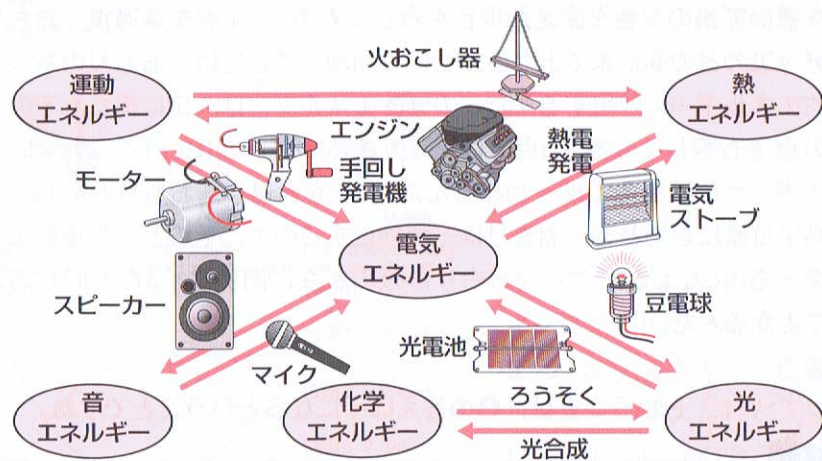 火おこし器
運動
エネルギー
熱
エネルギー
エンジン
熱電
発電
手回し
発電機
モーター
電気
ストーブ
電気
エネルギー
スピーカー
豆電球
光電池
マイク
ろうそく
音
エネルギー
化学
エネルギー
光
エネルギー
光合成